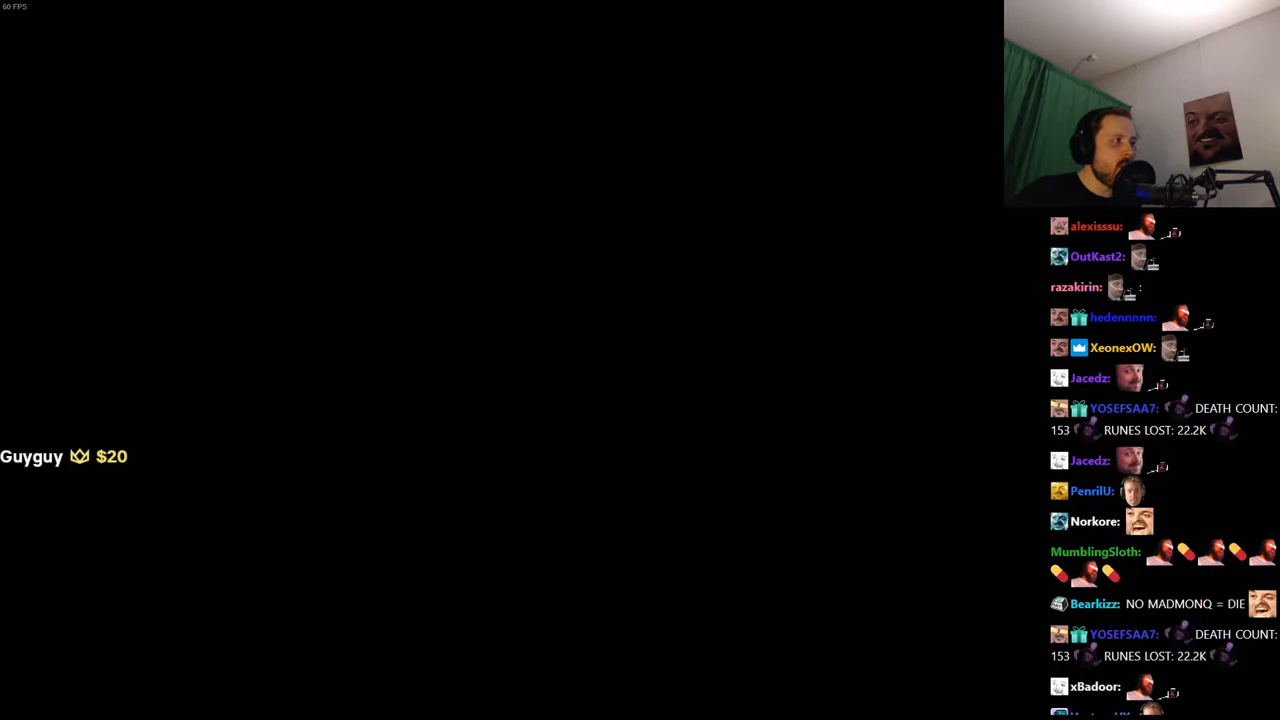 60 FPS
alexisssu:
OutKast2:
razakirin: :
hedennnnn:
XeonexOW:
Jacedz:
YOSEFSAA7: DEATH COUNT:
153 RUNES LOST: 22.2K
Guyguy $20
Jacedz:
PenrilU:
Norkore:
MumblingSloth:
Bearkizz: NO MADMONQ = DIE
YOSEFSAA7: DEATH COUNT:
153 RUNES LOST: 22.2K
xBadoor: